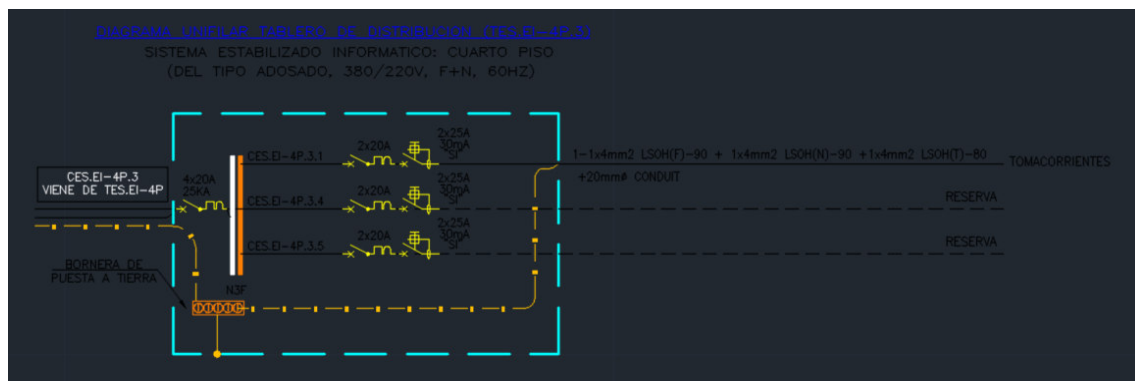 DIAGRAMA UNIFILAR TABLERO DE DISTRIBUCION (TES.EI-4P.3)
SISTEMA ESTABILIZADO INFORMATICO: CUARTO PISO
(DEL TIPO ADOSADO, 380/220V, F+N, 60HZ)
CES.EI-4P.3
VIENE DE TES.EI-4P
4x20A
25KA
CES.EI-4P.3.1
2x20A
2x25A
30mA
"SI"
1-1x4mm2 LSOH(F)-90 + 1x4mm2 LSOH(N)-90 +1x4mm2 LSOH(T)-80
+20mmø CONDUIT
TOMACORRIENTES
CES.EI-4P.3.4
2x20A
2x25A
30mA
"SI"
RESERVA
CES.EI-4P.3.5
2x20A
2x25A
30mA
"SI"
RESERVA
BORNERA DE
PUESTA A TIERRA
N3F